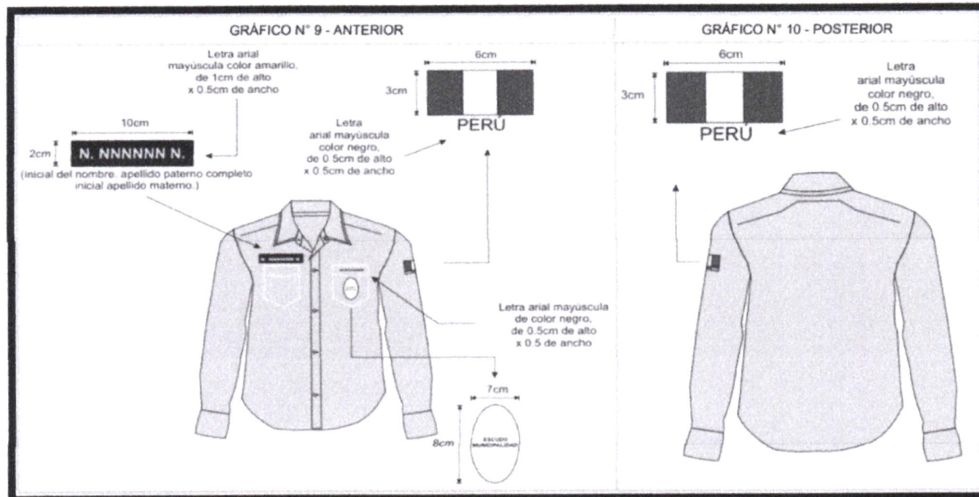 GRÁFICO N° 9 - ANTERIOR
Letra arial
mayúscula color amarillo,
de 1cm de alto
x 0.5cm de ancho
10cm
2cm
N. NNNNNN N.
(inicial del nombre. apellido paterno completo
inicial apellido materno.)
6cm
3cm
PERÚ
Letra
arial mayúscula
color negro,
de 0.5cm de alto
x 0.5cm de ancho
Letra arial mayúscula
de color negro,
de 0.5cm de alto
x 0.5 de ancho
7cm
8cm
ESCUDO
MUNICIPALIDAD
GRÁFICO N° 10 - POSTERIOR
6cm
3cm
PERÚ
Letra
arial mayúscula
color negro,
de 0.5cm de alto
x 0.5cm de ancho